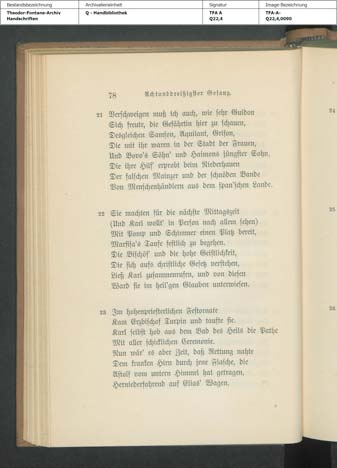 Bestandsbezeichnung Archivalieneinheit Signatur Image-Bezeichnung
Theodor-Fontane-Archiv Q - Handbibliothek TFA A TFA-A-
Handschriften Q22,4 Q22,4,0090
78 Achtunddreißigster Gesang.
21 Verschweigen muß ich auch, wie sehr Guidon
Sich freute, die Gefährtin hier zu schauen,
Desgleichen Samson, Aquilant, Grifon,
Die mit ihr waren in der Stadt der Frauen,
Und Bovo's Söhn' und Haimons jüngster Sohn,
Die ihre Hülf' erprobt beim Niederhauen
Der falschen Mainzer und der schnöden Bande
Von Menschenhändlern aus dem span'schen Lande.
22 Sie machten für die nächste Mittagszeit
(Und Karl wollt' in Person nach allem sehen)
Mit Pomp und Schimmer einen Platz bereit,
Marfisa's Taufe festlich zu begehen.
Die Bischöf' und die hohe Geistlichkeit,
Die sich aufs christliche Gesetz verstehen,
Ließ Karl zusammenrufen, und von diesen
Ward sie im heil'gen Glauben unterwiesen.
23 Im hohenpriesterlichen Festornate
Kam Erzbischof Turpin und taufte sie.
Karl selbst hob aus dem Bad des Heils die Pathe
Mit aller schicklichen Ceremonie.
Nun wär' es aber Zeit, daß Rettung nahte
Dem kranken Hirn durch jene Flasche, die
Astolf vom untern Himmel hat getragen,
Herniederfahrend auf Elias' Wagen.
24
25